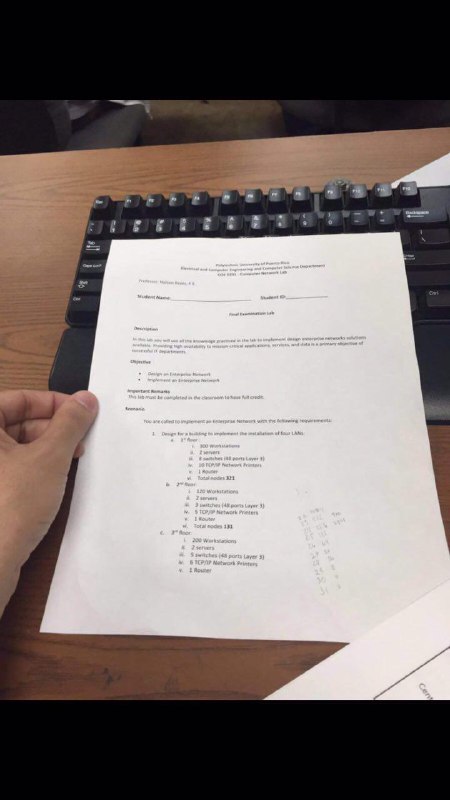 Polytechnic University of Puerto Rico
Electrical and Computer Engineering and Computer Science Department
Computer Network Lab
Professor:
Student Name: Student ID:
Final Examination Lab
Description
In this lab you will use all the knowledge practiced in the lab to implement design enterprise networks solutions
available. Providing high availability to mission-critical applications, services, and data is a primary objective of
successful IT departments.
Objective
• Design an Enterprise Network
• Implement an Enterprise Network
Important Remarks
This lab must be completed in the classroom to have full credit.
Scenario
You are called to implement an Enterprise Network with the following requirements:
1. Design for a building to implement the installation of four LANs:
a. 1st floor:
i. 300 Workstations
ii. 2 servers
iii. 8 switches (48 ports Layer 3)
iv. 10 TCP/IP Network Printers
v. 1 Router
vi. Total nodes 321
b. 2nd floor:
i. 120 Workstations
ii. 2 servers
iii. 3 switches (48 ports Layer 3)
iv. 5 TCP/IP Network Printers
v. 1 Router
vi. Total nodes 131
c. 3rd floor:
i. 200 Workstations
ii. 2 servers
iii. 5 switches (48 ports Layer 3)
iv. 6 TCP/IP Network Printers
v. 1 Router
Backspace
Tab
Caps Lock
Shift
Ctrl
Ctrl
Cent